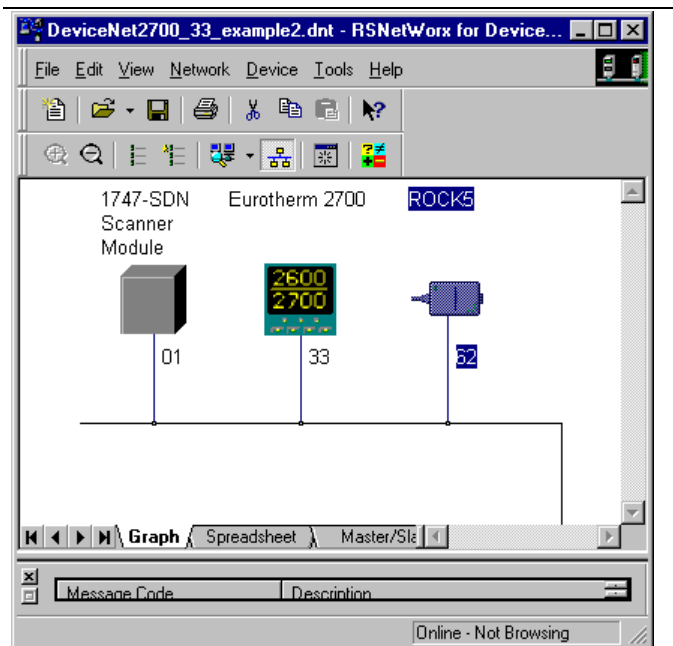 DeviceNet2700_33_example2.dnt - RSNetWorx for Device...
File Edit View Network Device Tools Help
1747-SDN
Scanner
Module
Eurotherm 2700
ROCK5
2600
2700
01
33
62
Graph
Spreadsheet
Master/Sla
Message Code
Description
Online - Not Browsing